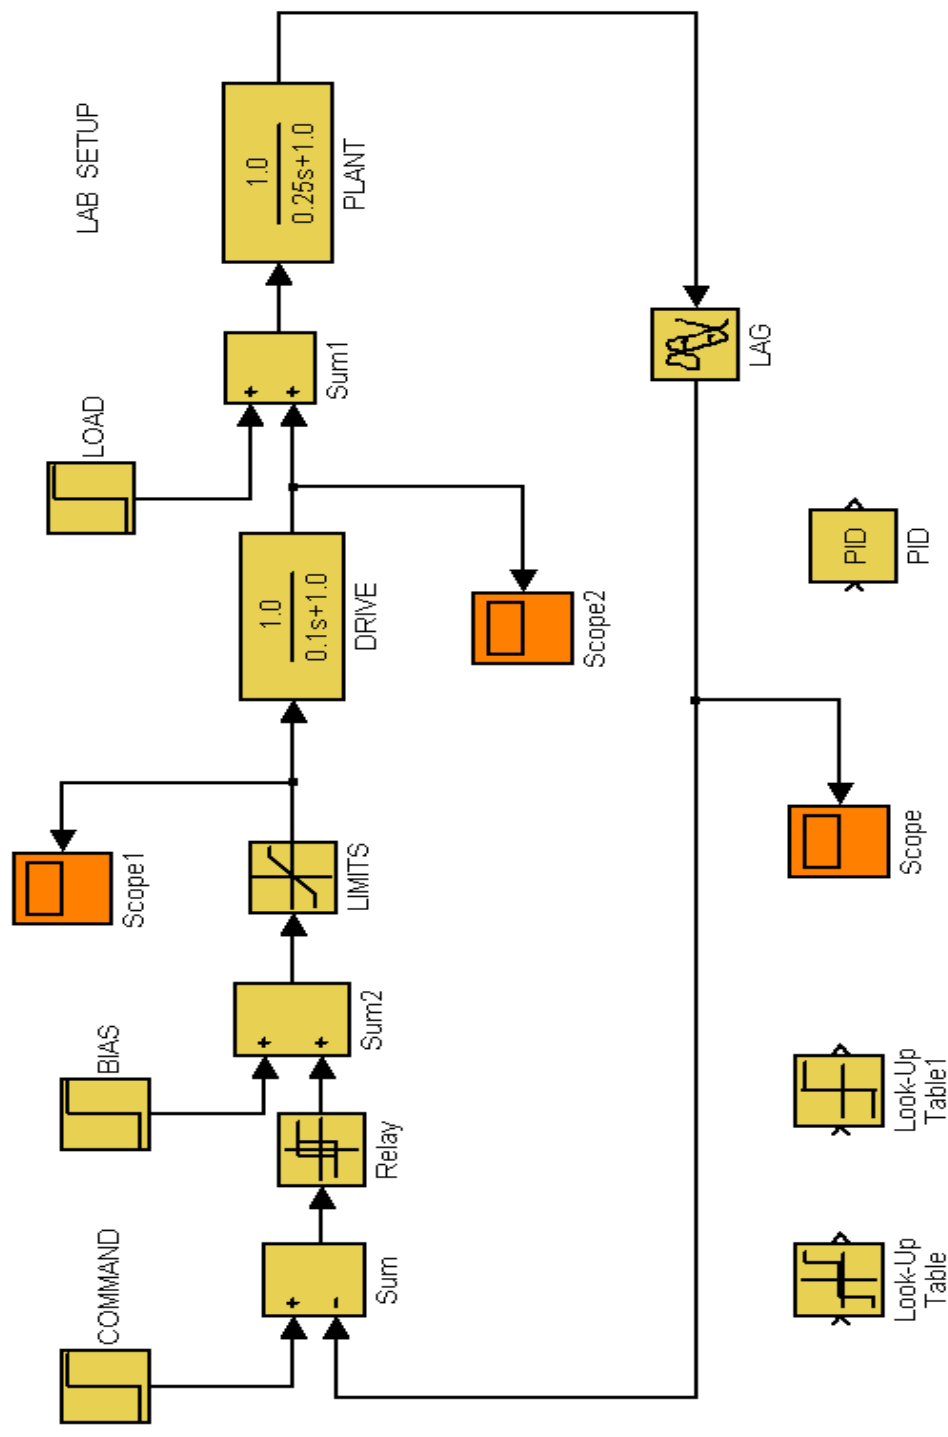 LAB SETUP
COMMAND
BIAS
Scope1
LOAD
+
-
Sum
Relay
+
+
Sum2
LIMITS
1.0
0.1s+1.0
DRIVE
+
+
Sum1
1.0
0.25s+1.0
PLANT
Scope2
LAG
Look-Up
Table
Look-Up
Table1
Scope
PID
PID